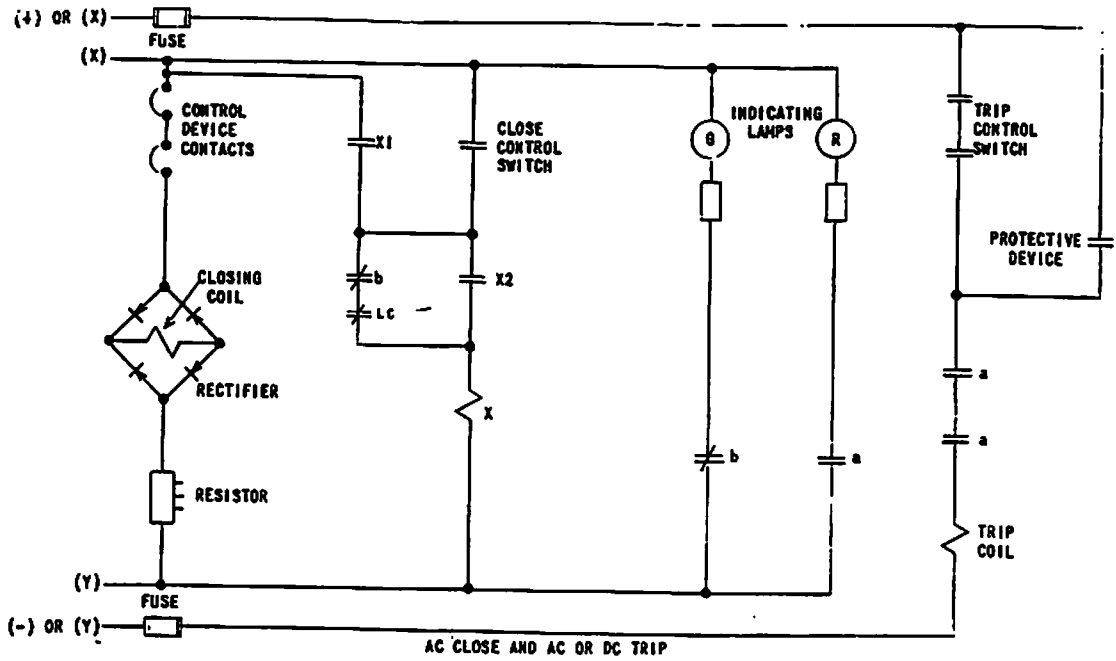 (+) OR (X)
FUSE
(X)
CONTROL
DEVICE
CONTACTS
X1
CLOSE
CONTROL
SWITCH
INDICATING
LAMPS
G
R
TRIP
CONTROL
SWITCH
PROTECTIVE
DEVICE
CLOSING
COIL
b
X2
LC
RECTIFIER
X
a
a
b
a
RESISTOR
TRIP
COIL
(Y)
FUSE
(-) OR (Y)
AC CLOSE AND AC OR DC TRIP